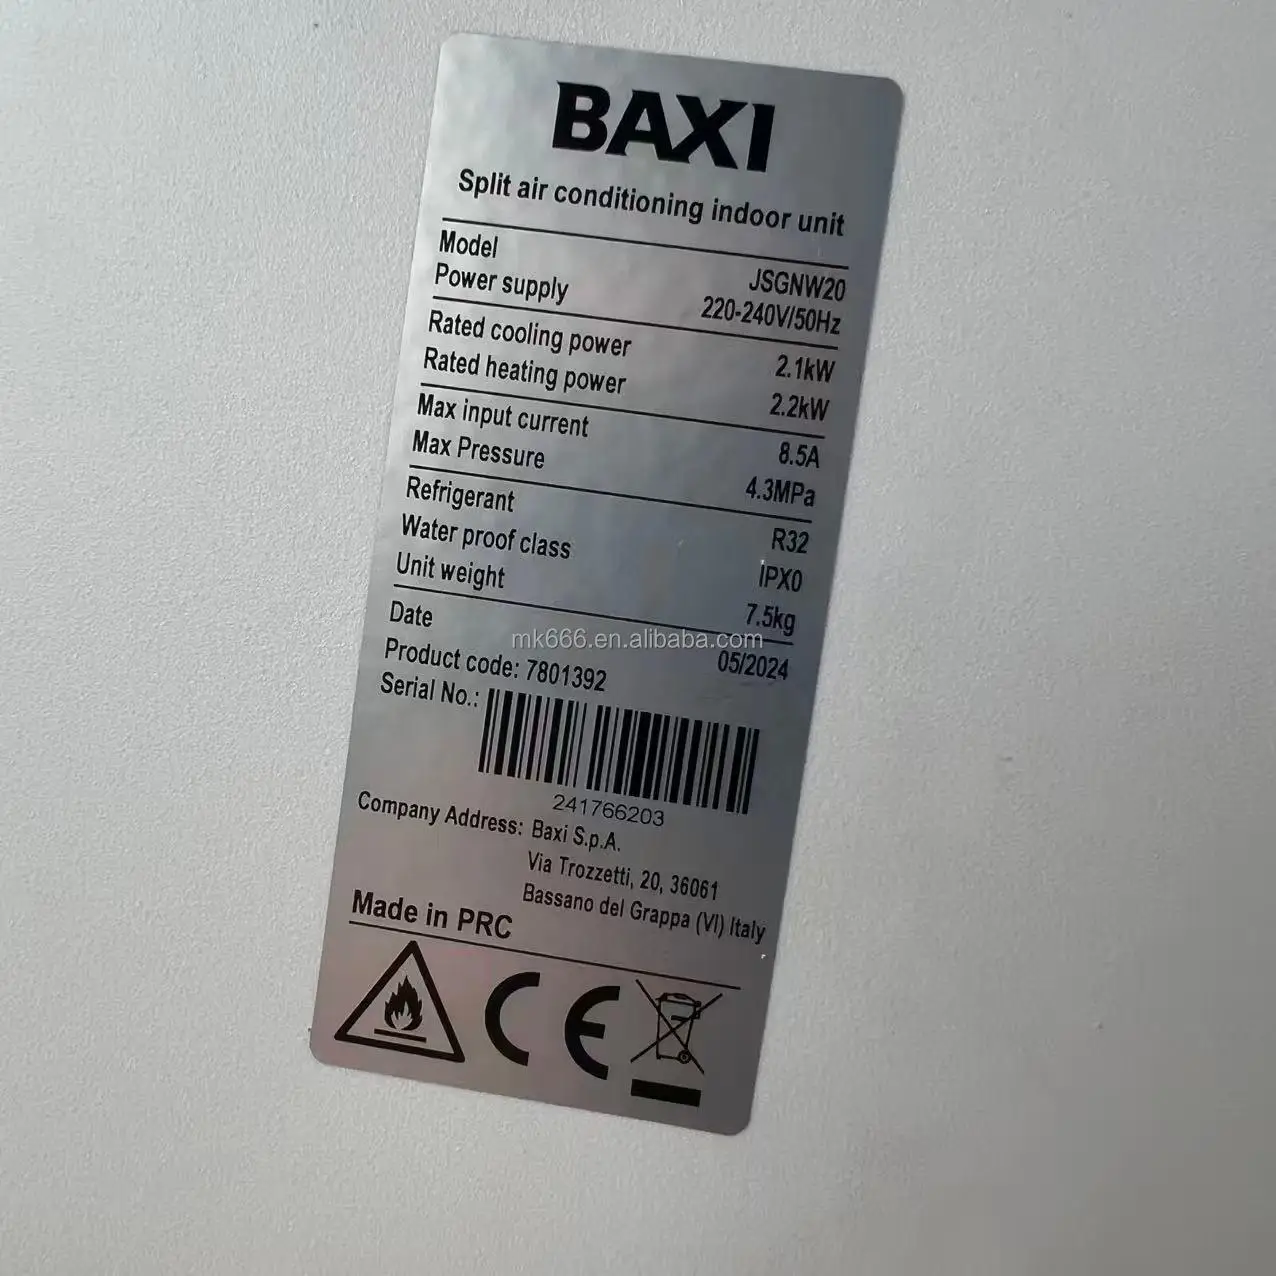 BAXI
Split air conditioning indoor unit
Model JSGNW20
Power supply 220-240V/50Hz
Rated cooling power 2.1kW
Rated heating power 2.2kW
Max input current 8.5A
Max Pressure 4.3MPa
Refrigerant R32
Water proof class IPX0
Unit weight 7.5kg
Date 05/2024
mk666.en.alibaba.com
Product code: 7801392
Serial No.:
241766203
Company Address: Baxi S.p.A.
Via Trozzetti, 20, 36061
Bassano del Grappa (VI) Italy
Made in PRC
CE